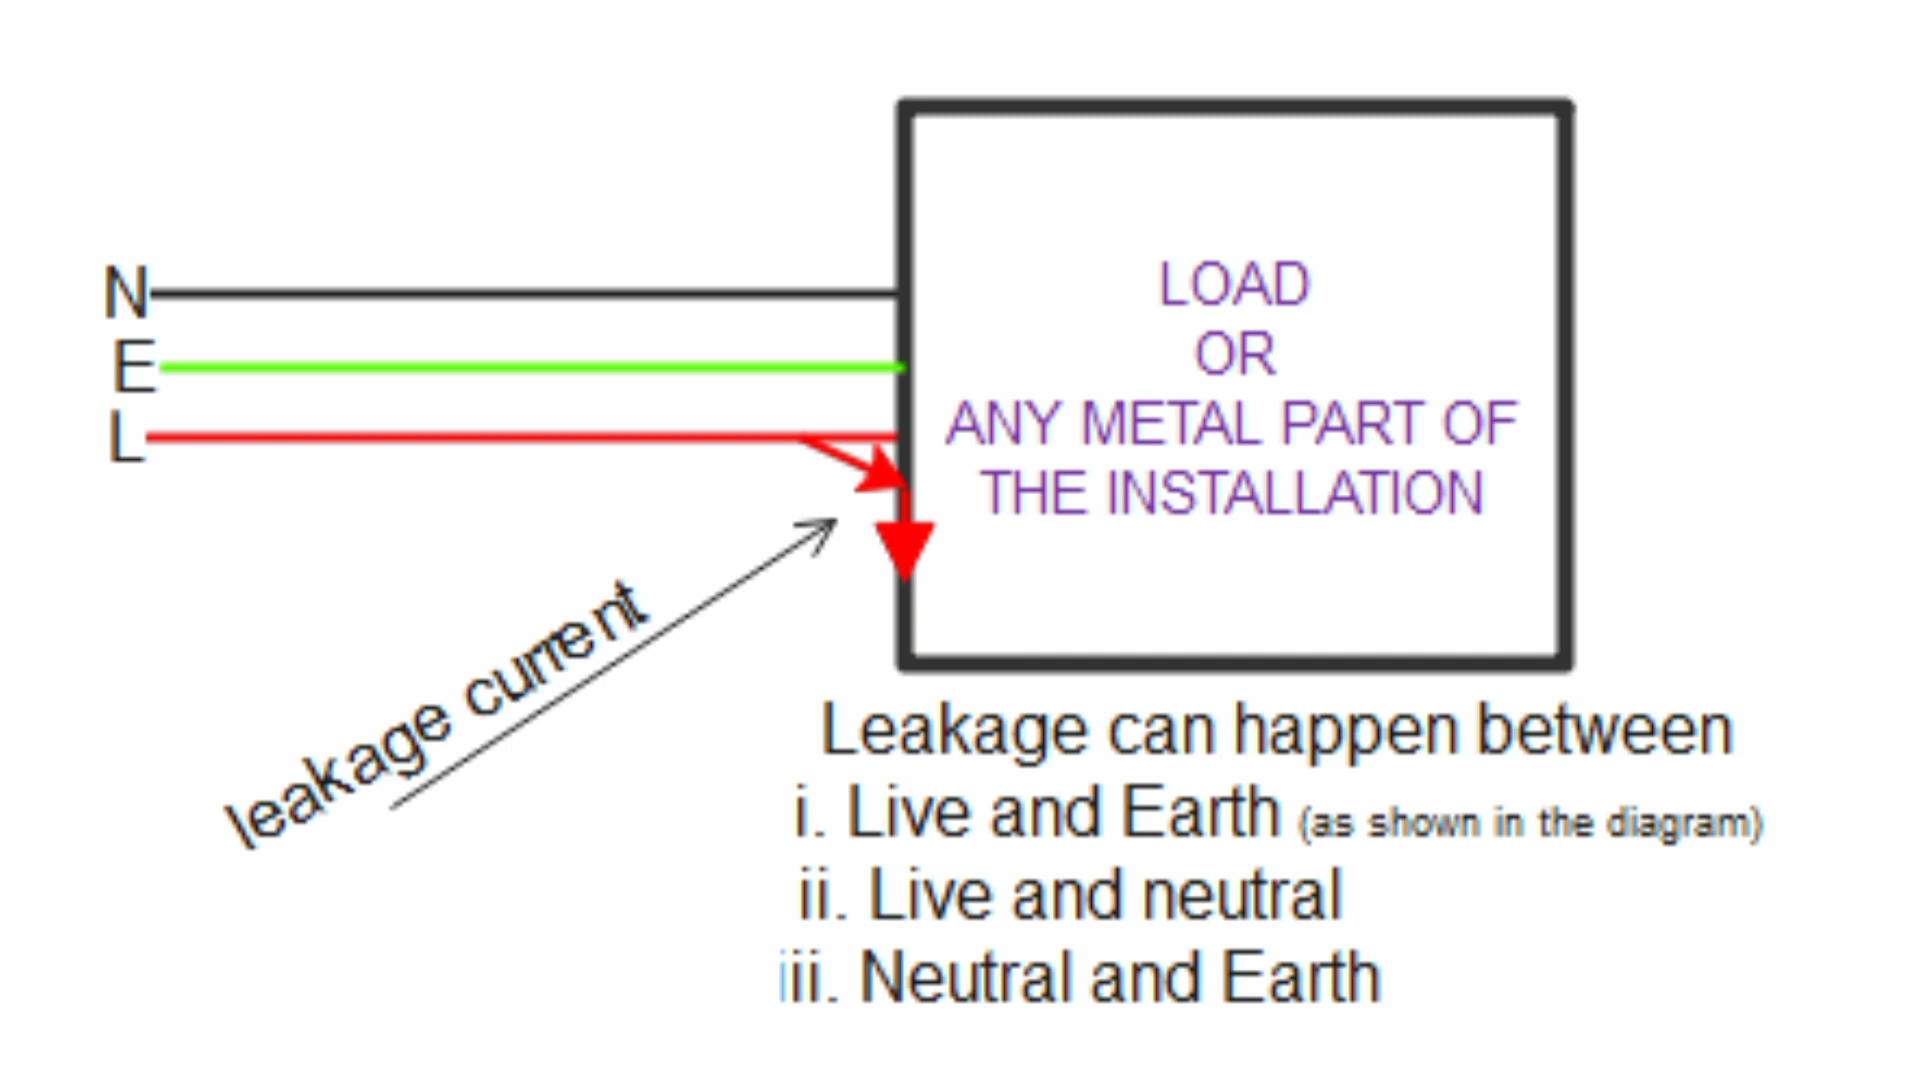 N
E
L
LOAD
OR
ANY METAL PART OF
THE INSTALLATION
leakage current
Leakage can happen between
i. Live and Earth (as shown in the diagram)
ii. Live and neutral
iii. Neutral and Earth